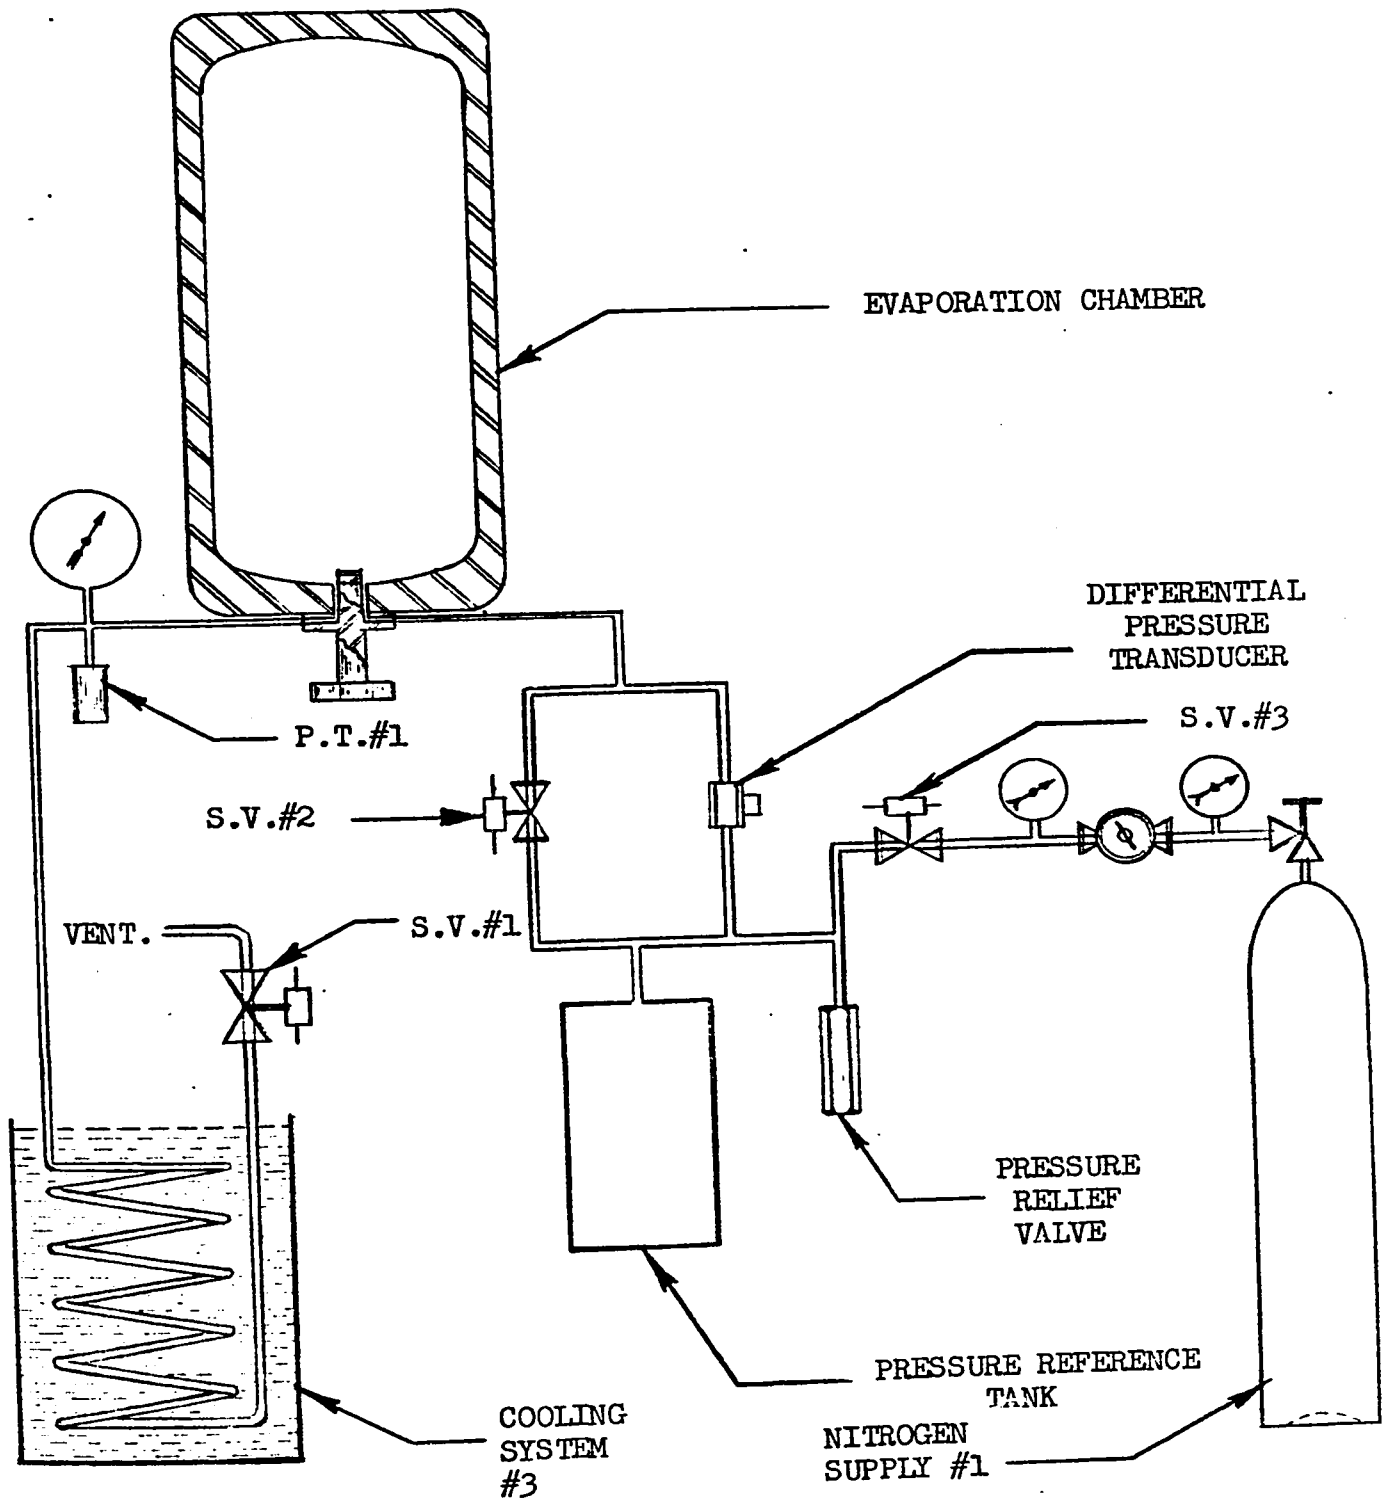 EVAPORATION CHAMBER
DIFFERENTIAL
PRESSURE
TRANSDUCER
S.V.#3
P.T.#1
S.V.#2
S.V.#1
VENT.
PRESSURE
RELIEF
VALVE
PRESSURE REFERENCE
TANK
COOLING
SYSTEM
#3
NITROGEN
SUPPLY #1